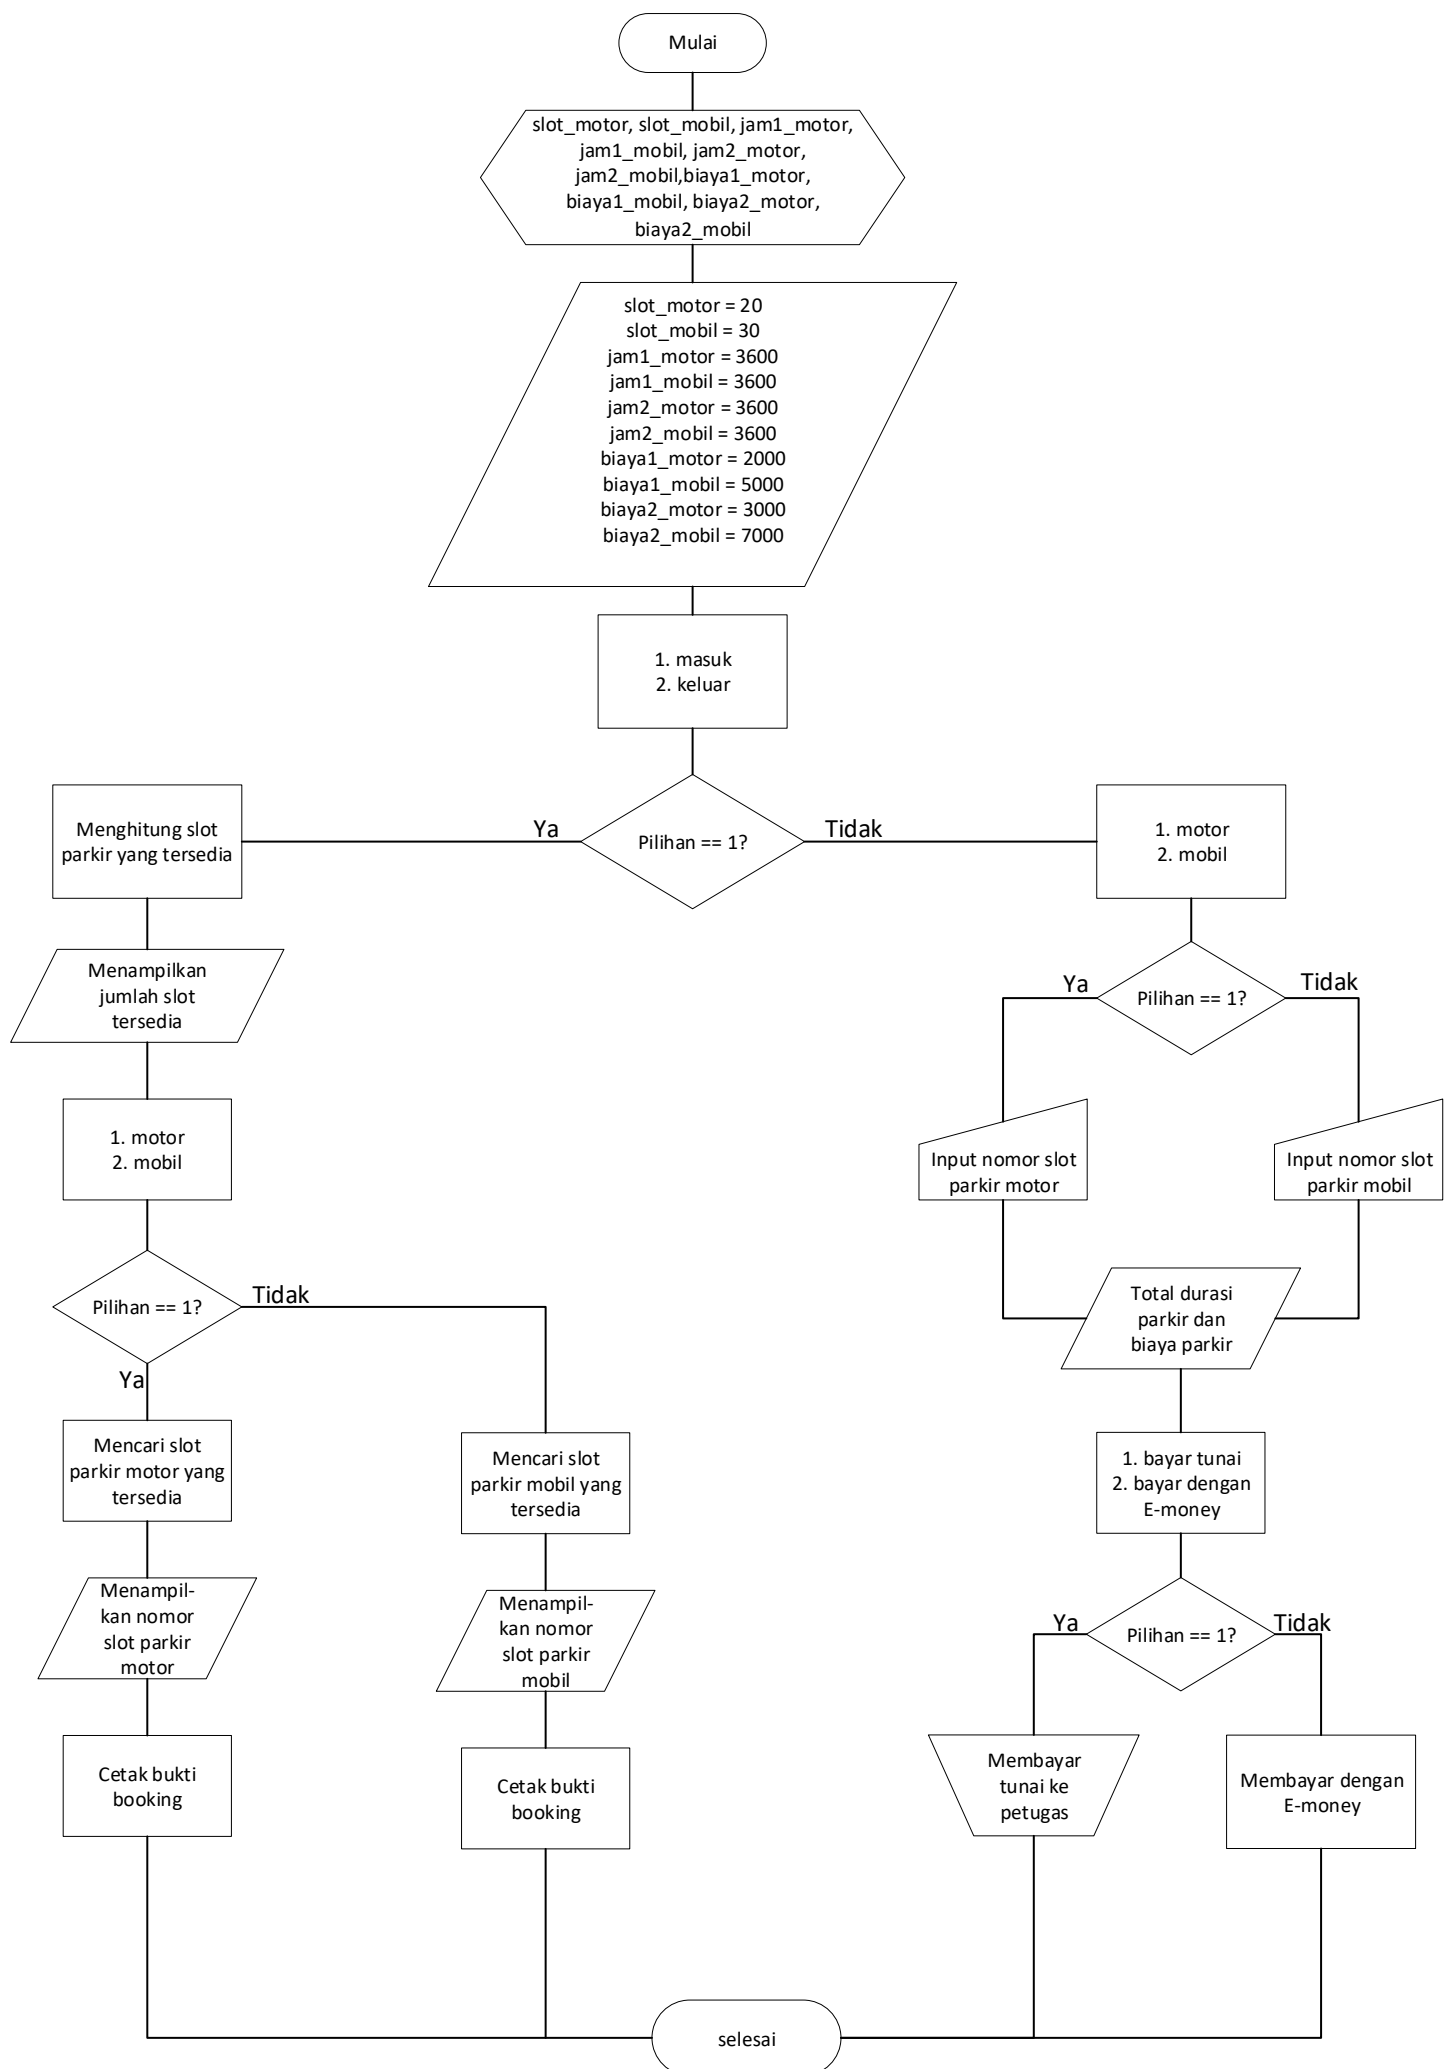 Mulai
slot_motor, slot_mobil, jam1_motor,
jam1_mobil, jam2_motor,
jam2_mobil,biaya1_motor,
biaya1_mobil, biaya2_motor,
biaya2_mobil
slot_motor = 20
slot_mobil = 30
jam1_motor = 3600
jam1_mobil = 3600
jam2_motor = 3600
jam2_mobil = 3600
biaya1_motor = 2000
biaya1_mobil = 5000
biaya2_motor = 3000
biaya2_mobil = 7000
1. masuk
2. keluar
Pilihan == 1?
Ya
Tidak
Menghitung slot
parkir yang tersedia
Menampilkan
jumlah slot
tersedia
1. motor
2. mobil
Pilihan == 1?
Tidak
Ya
Mencari slot
parkir motor yang
tersedia
Menampil-
kan nomor
slot parkir
motor
Cetak bukti
booking
Mencari slot
parkir mobil yang
tersedia
Menampil-
kan nomor
slot parkir
mobil
Cetak bukti
booking
1. motor
2. mobil
Pilihan == 1?
Ya
Tidak
Input nomor slot
parkir motor
Input nomor slot
parkir mobil
Total durasi
parkir dan
biaya parkir
1. bayar tunai
2. bayar dengan
E-money
Pilihan == 1?
Ya
Tidak
Membayar
tunai ke
petugas
Membayar dengan
E-money
selesai